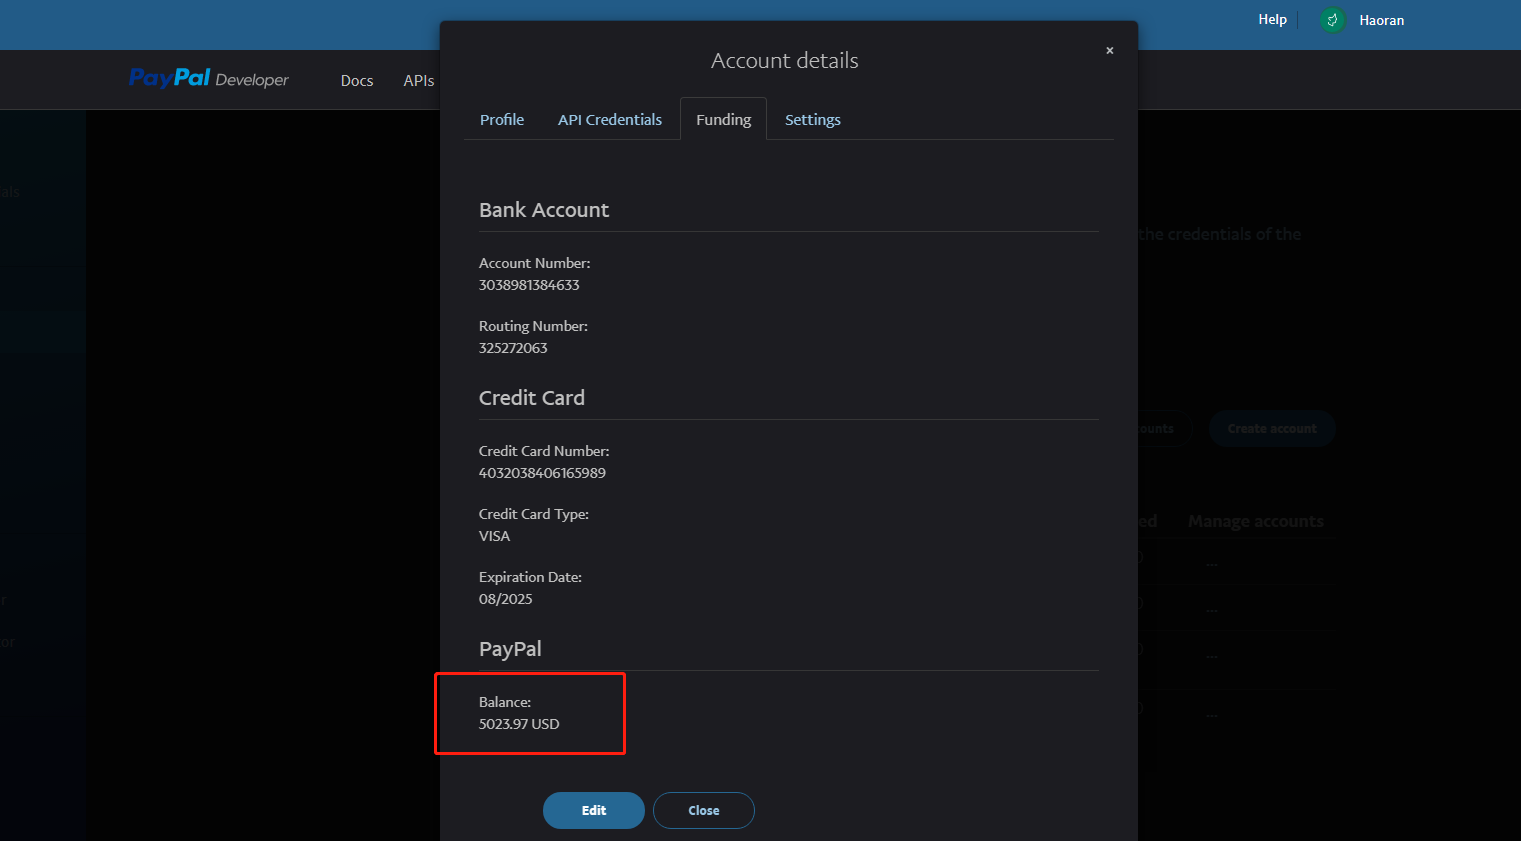 Help
Haoran
PayPal Developer
Docs
APIs
Account details
×
Profile
API Credentials
Funding
Settings
als
Bank Account
the credentials of the
Account Number:
3038981384633
Routing Number:
325272063
Credit Card
ounts
Create account
Credit Card Number:
4032038406165989
Credit Card Type:
VISA
ed
Manage accounts
Expiration Date:
08/2025
r
PayPal
tor
Balance:
5023.97 USD
Edit
Close